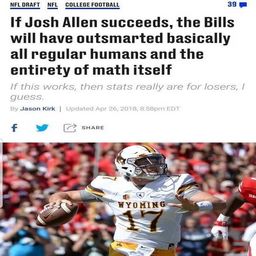 NFL DRAFT NFL COLLEGE FOOTBALL 39
If Josh Allen succeeds, the Bills
will have outsmarted basically
all regular humans and the
entirety of math itself
If this works, then stats really are for losers, I
guess.
By Jason Kirk | Updated Apr 26, 2018, 8:58pm EDT
f SHARE
WYOMING
17